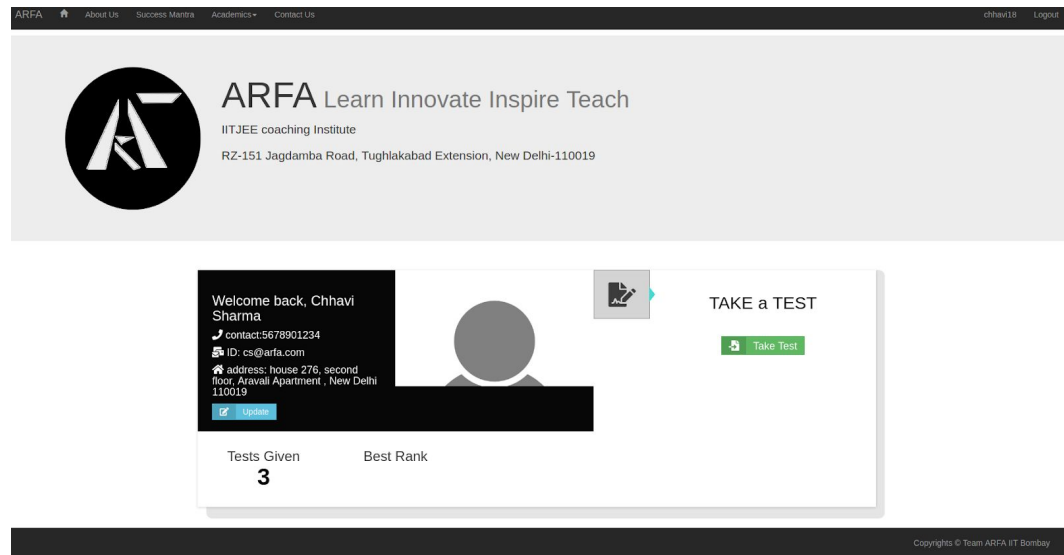 ARFA About Us Success Mantra Academics Contact Us chhavi18 Logout
ARFA Learn Innovate Inspire Teach
IITJEE coaching Institute
RZ-151 Jagdamba Road, Tughlakabad Extension, New Delhi-110019
Welcome back, Chhavi
Sharma
contact:5678901234
ID: cs@arfa.com
address: house 276, second
floor, Aravali Apartment , New Delhi
110019
Update
Tests Given Best Rank
3
TAKE a TEST
Take Test
Copyrights © Team ARFA IIT Bombay